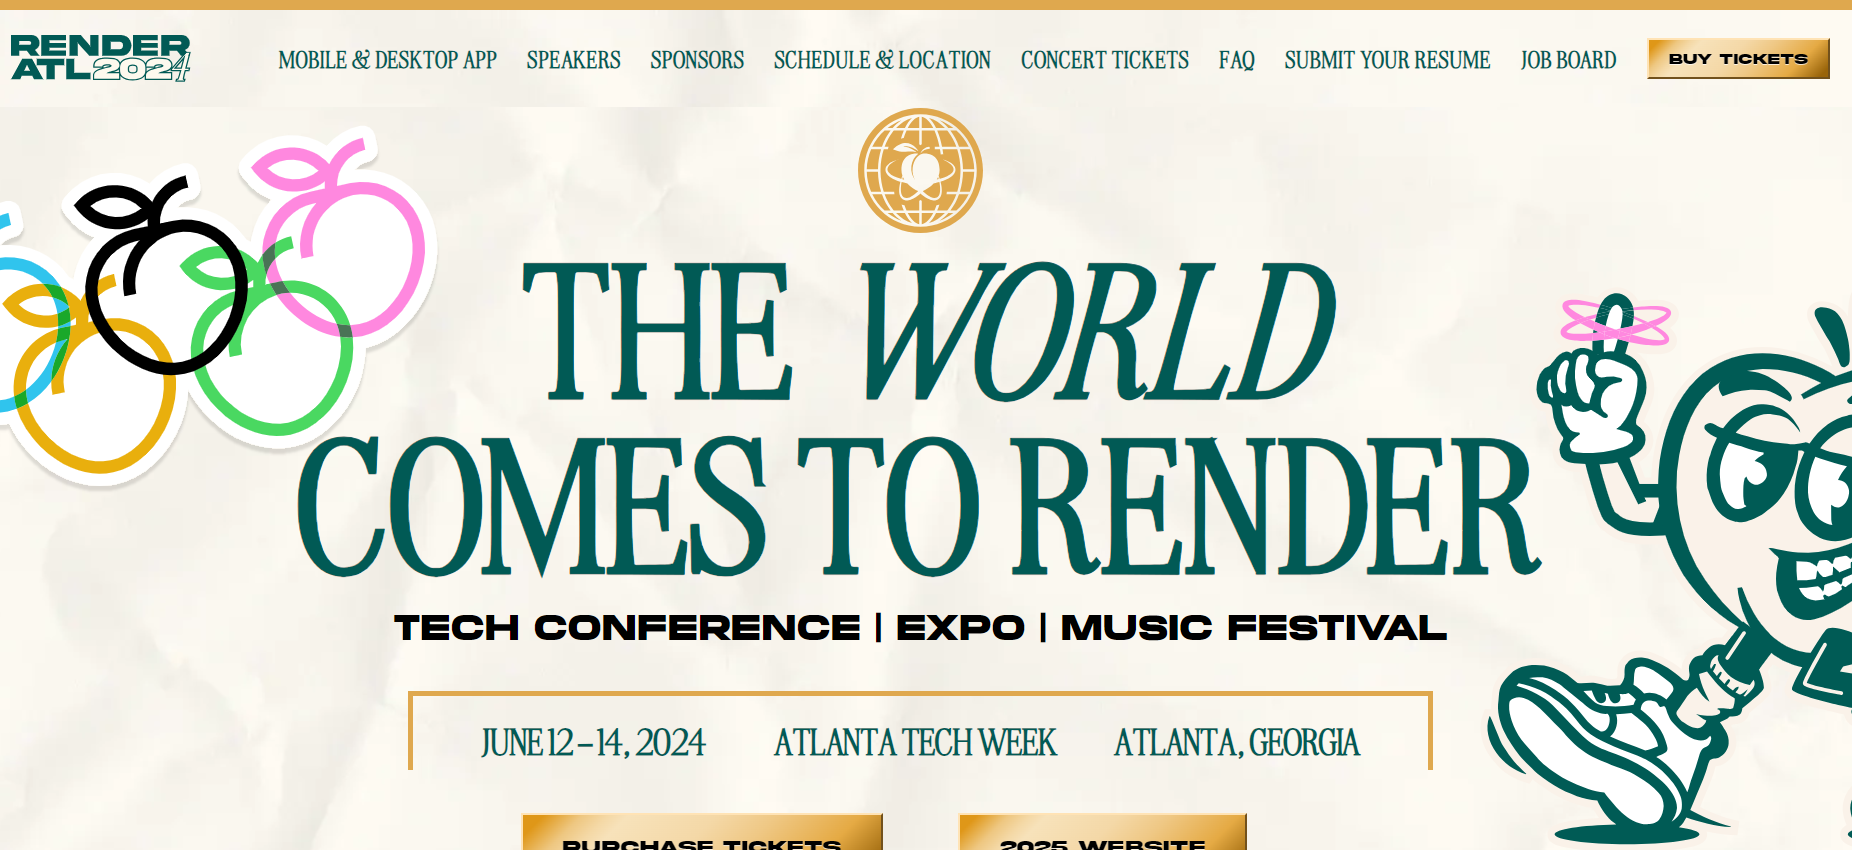 RENDER
ATL 2024
MOBILE & DESKTOP APP SPEAKERS SPONSORS SCHEDULE & LOCATION CONCERT TICKETS FAQ SUBMIT YOUR RESUME JOB BOARD BUY TICKETS
THE WORLD
COMES TO RENDER
TECH CONFERENCE | EXPO | MUSIC FESTIVAL
JUNE 12 – 14, 2024 ATLANTA TECH WEEK ATLANTA, GEORGIA
PURCHASE TICKETS 2025 WEBSITE